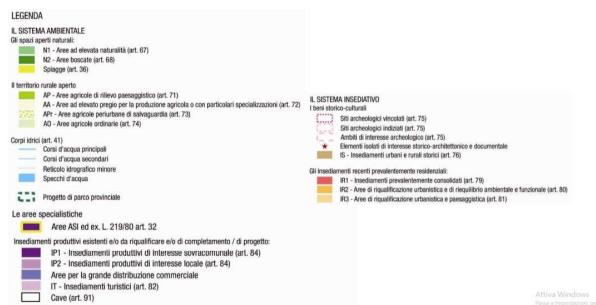 LEGENDA
IL SISTEMA AMBIENTALE
Gli spazi aperti naturali:
N1 - Aree ad elevata naturalità (art. 67)
N2 - Aree boscate (art. 68)
Spiagge (art. 36)
Il territorio rurale aperto
AP - Aree agricole di rilievo paesaggistico (art. 71)
AA - Aree ad elevato pregio per la produzione agricola o con particolari specializzazioni (art. 72)
APr - Aree agricole periurbane di salvaguardia (art. 73)
AO - Aree agricole ordinarie (art. 74)
Corpi idrici (art. 41)
Corsi d'acqua principali
Corsi d'acqua secondari
Reticolo idrografico minore
Specchi d'acqua
Progetto di parco provinciale
Le aree specialistiche
Aree ASI ed ex. L. 219/80 art. 32
Insediamenti produttivi esistenti e/o da riqualificare e/o di completamento / di progetto:
IP1 - Insediamenti produttivi di interesse sovracomunale (art. 84)
IP2 - Insediamenti produttivi di interesse locale (art. 84)
Aree per la grande distribuzione commerciale
IT - Insediamenti turistici (art. 82)
Cave (art. 91)
IL SISTEMA INSEDIATIVO
I beni storico-culturali
Siti archeologici vincolati (art. 75)
Siti archeologici indiziati (art. 75)
Ambiti di interesse archeologico (art. 75)
Elementi isolati di interesse storico-architettonico e documentale
IS - Insediamenti urbani e rurali storici (art. 76)
Gli insediamenti recenti prevalentemente residenziali:
IR1 - Insediamenti prevalentemente consolidati (art. 79)
IR2 - Aree di riqualificazione urbanistica e di riequilibrio ambientale e funzionale (art. 80)
IR3 - Aree di riqualificazione urbanistica e paesaggistica (art. 81)
Attiva Windows